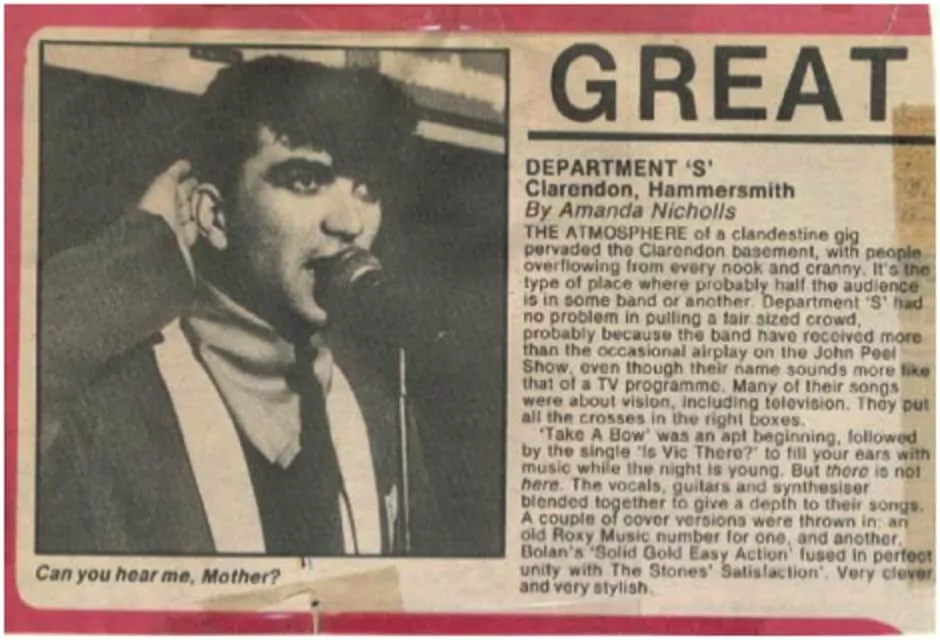 GREAT
DEPARTMENT 'S'
Clarendon, Hammersmith
By Amanda Nicholls
THE ATMOSPHERE of a clandestine gig
pervaded the Clarendon basement, with people
overflowing from every nook and cranny. It's the
type of place where probably half the audience
is in some band or another. Department 'S' had
no problem in pulling a fair sized crowd,
probably because the band have received more
than the occasional airplay on the John Peel
Show, even though their name sounds more like
that of a TV programme. Many of their songs
were about vision, including television. They put
all the crosses in the right boxes.
'Take A Bow' was an apt beginning, followed
by the single 'Is Vic There?' to fill your ears with
music while the night is young. But there is not
here. The vocals, guitars and synthesiser
blended together to give a depth to their songs.
A couple of cover versions were thrown in; an
old Roxy Music number for one, and another,
Bolan's 'Solid Gold Easy Action' fused in perfect
unity with The Stones' Satisfaction'. Very clever
and very stylish.
Can you hear me, Mother?